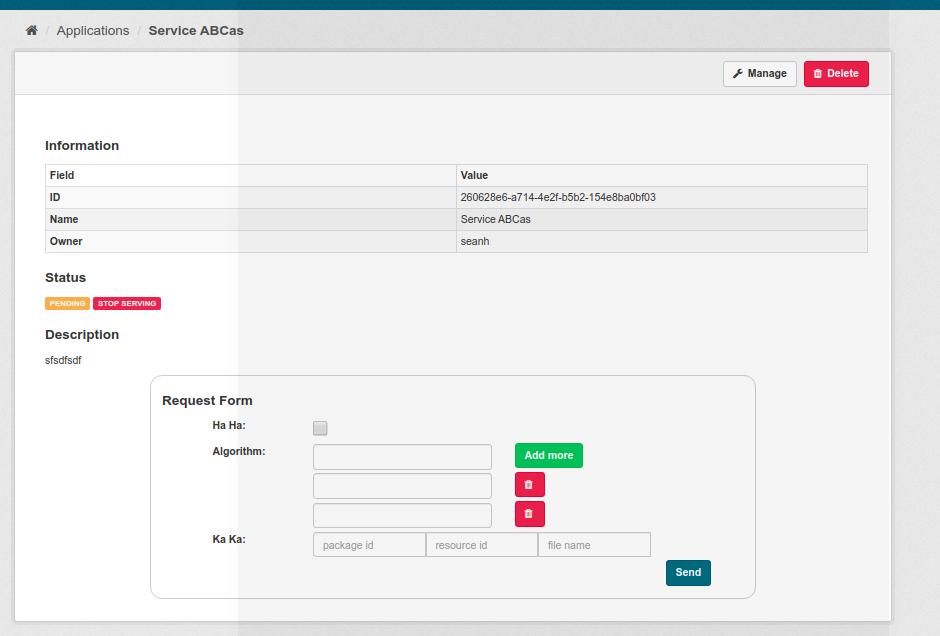 / Applications / Service ABCas
Manage Delete
Information
Field Value
ID 260628e6-a714-4e2f-b5b2-154e8ba0bf03
Name Service ABCas
Owner seanh
Status
PENDING STOP SERVING
Description
sfsdfsdf
Request Form
Ha Ha:
Algorithm: Add more
Ka Ka: package id resource id file name
Send